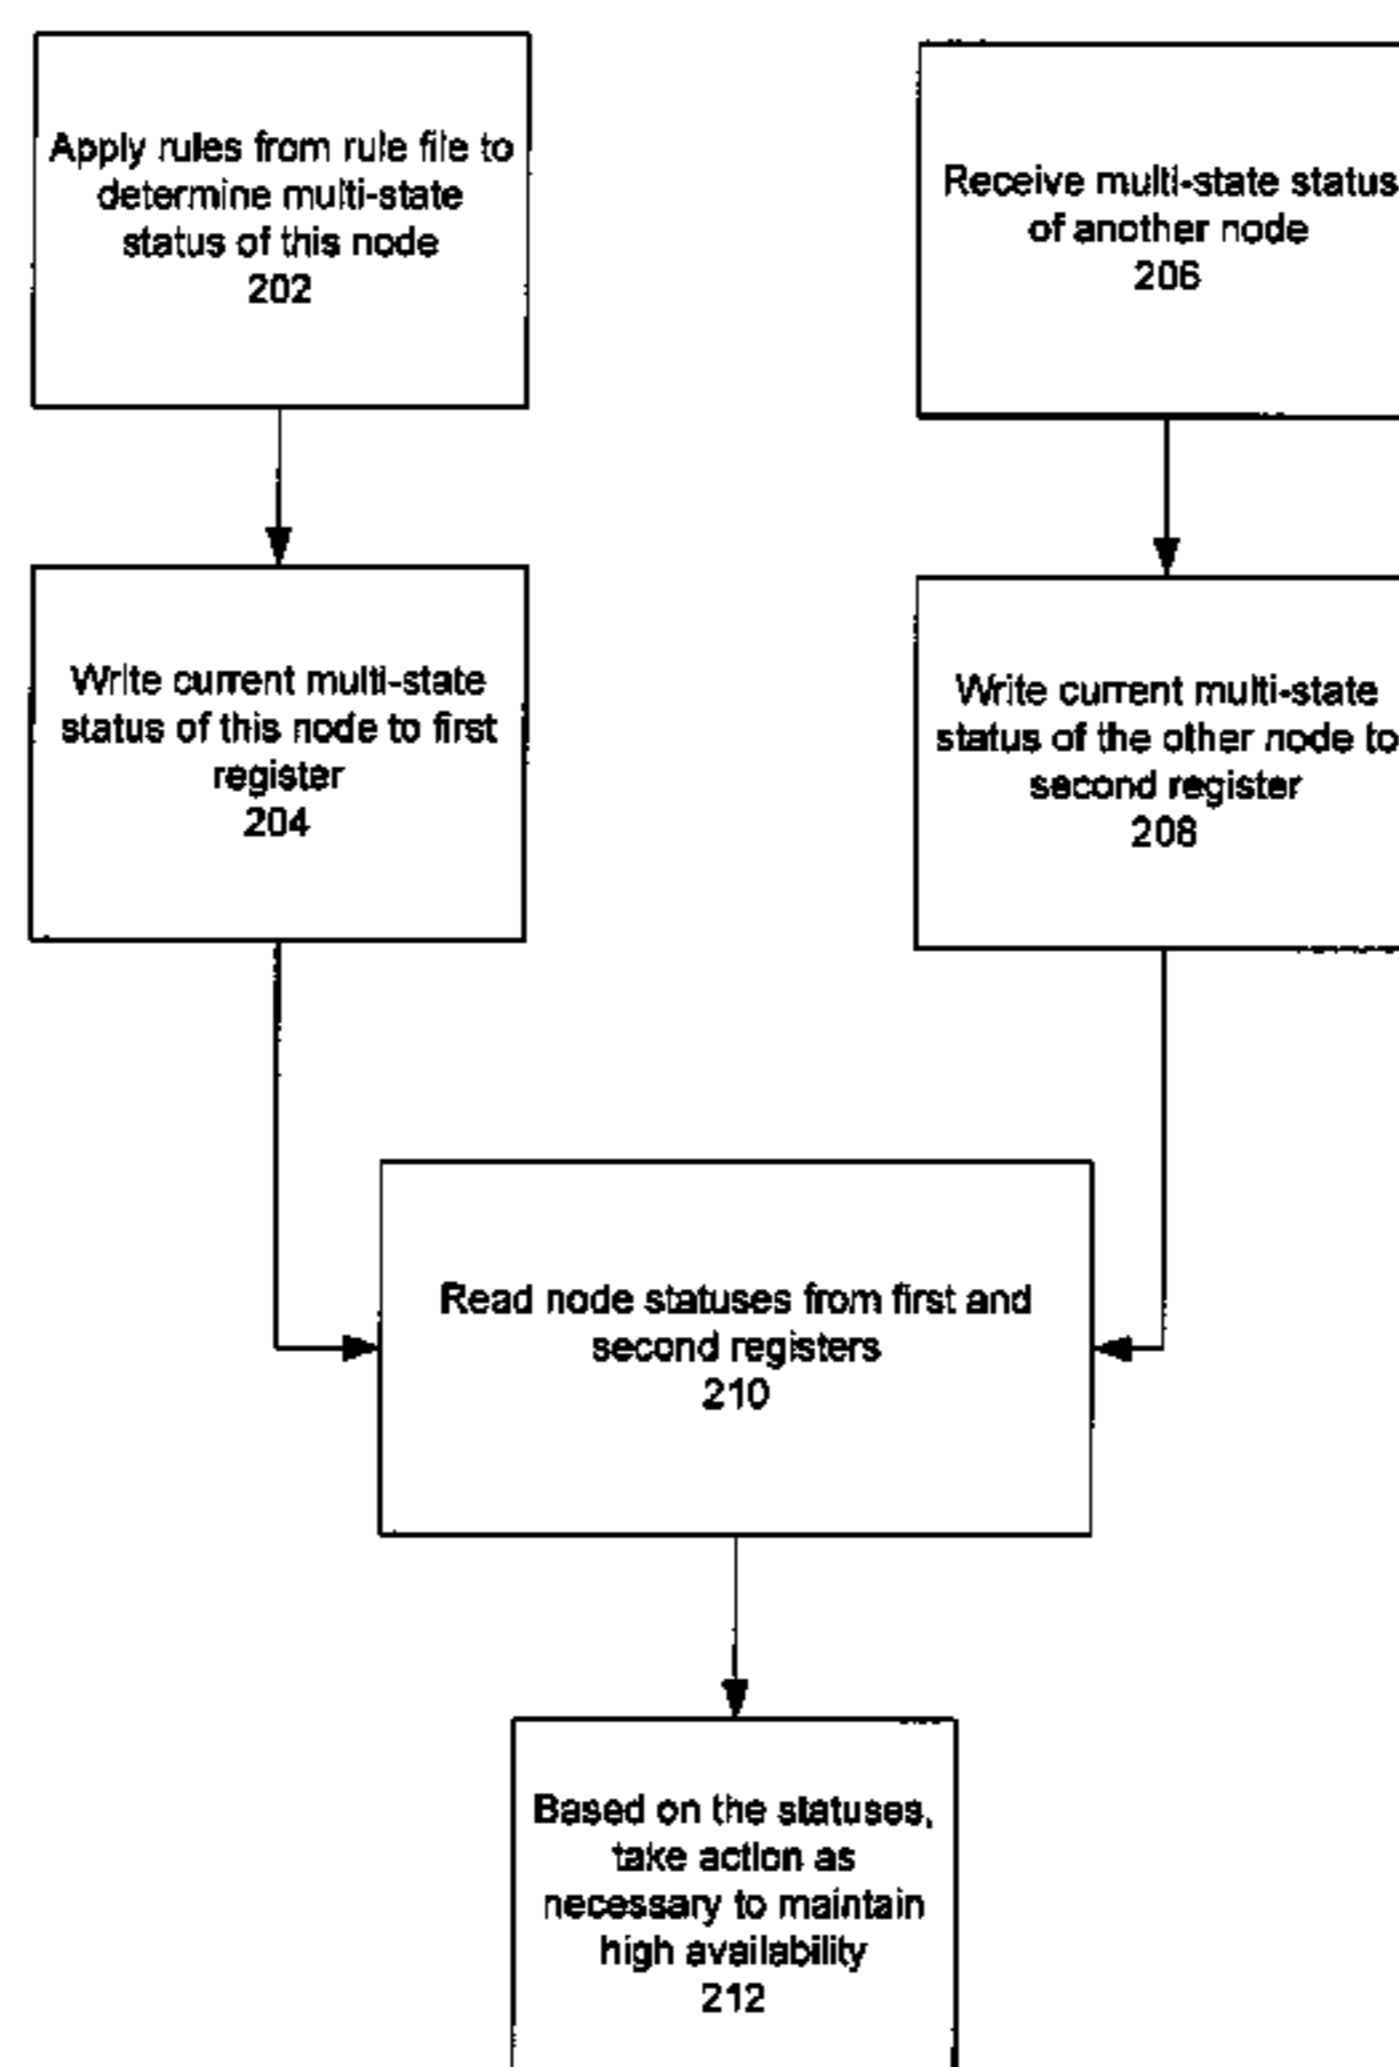 Apply rules from rule file to
determine multi-state
status of this node
202
Receive multi-state status
of another node
206
Write current multi-state
status of this node to first
register
204
Write current multi-state
status of the other node to
second register
208
Read node statuses from first and
second registers
210
Based on the statuses,
take action as
necessary to maintain
high availability
212